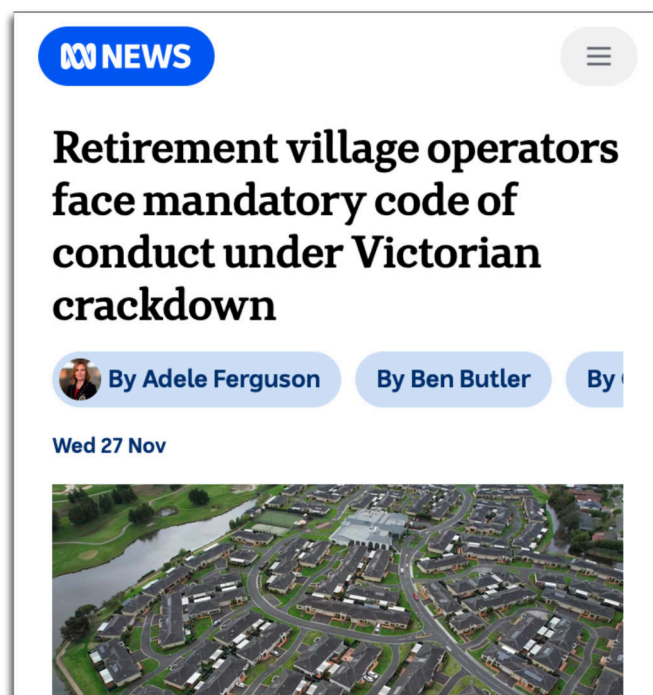 NEWS
Retirement village operators
face mandatory code of
conduct under Victorian
crackdown
By Adele Ferguson
By Ben Butler
By
Wed 27 Nov